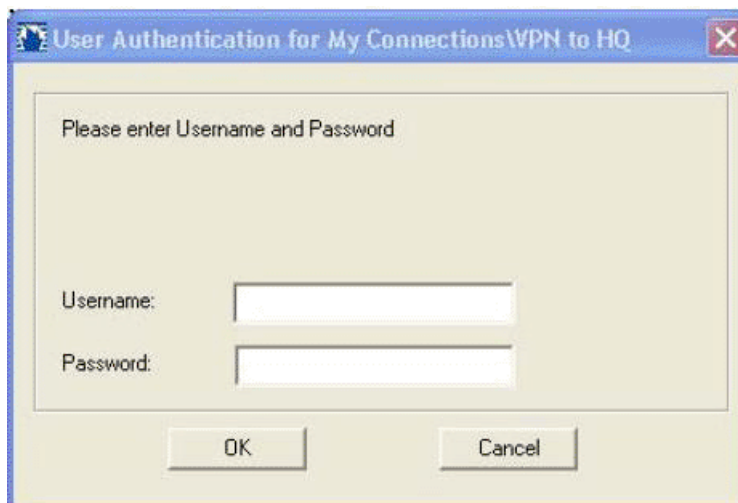 User Authentication for My Connections\VPN to HQ
Please enter Username and Password
Username:
Password:
OK
Cancel